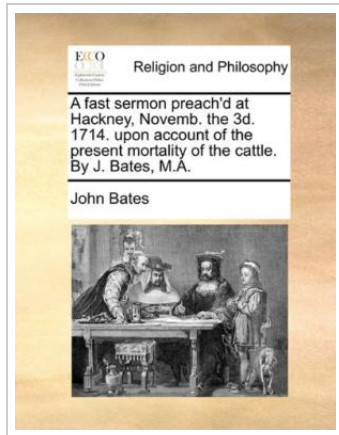 ECCO
Religion and Philosophy
A fast sermon preach'd at
Hackney, Novemb. the 3d.
1714. upon account of the
present mortality of the cattle.
By J. Bates, M.A.
John Bates